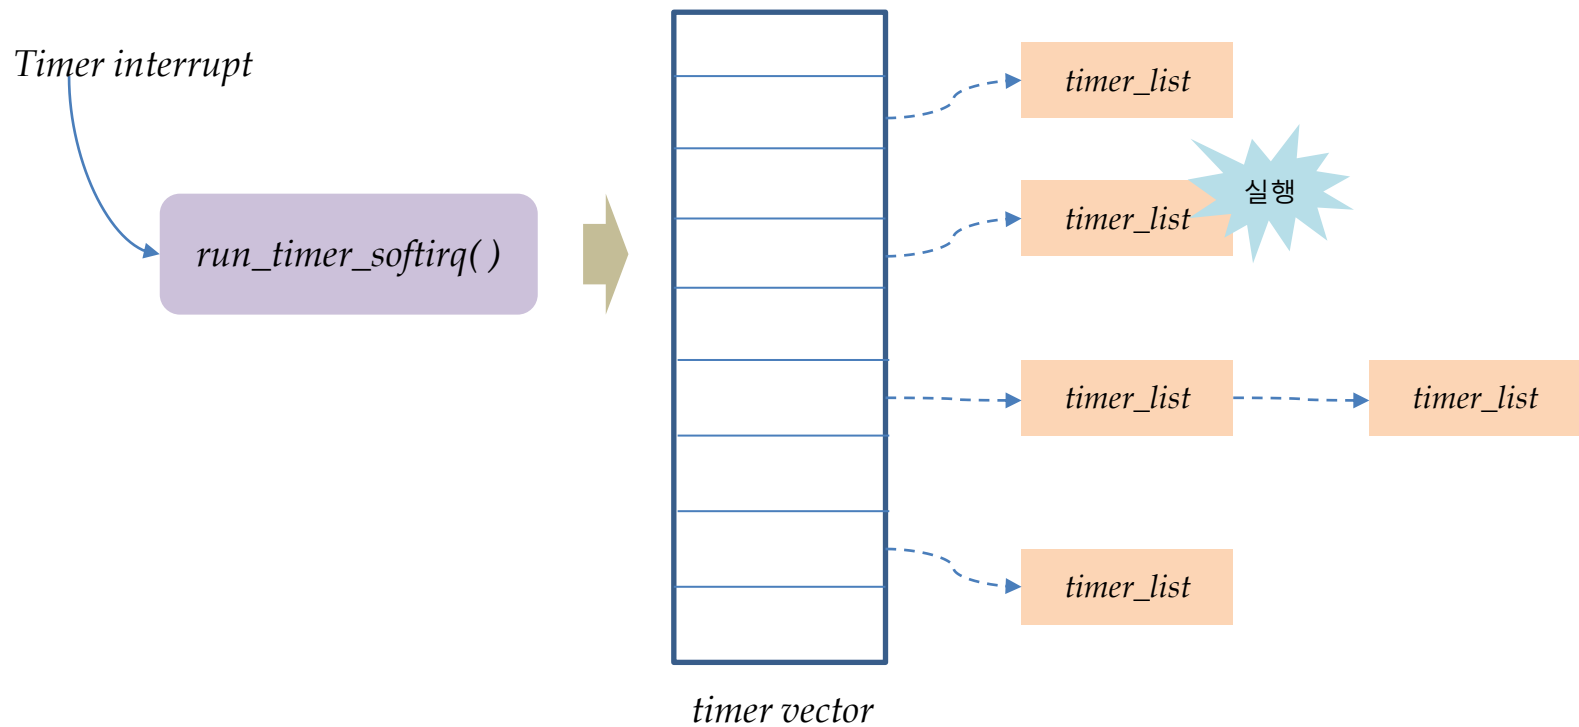 Timer interrupt
run_timer_softirq( )
timer_list
timer_list
실행
timer_list
timer_list
timer_list
timer vector